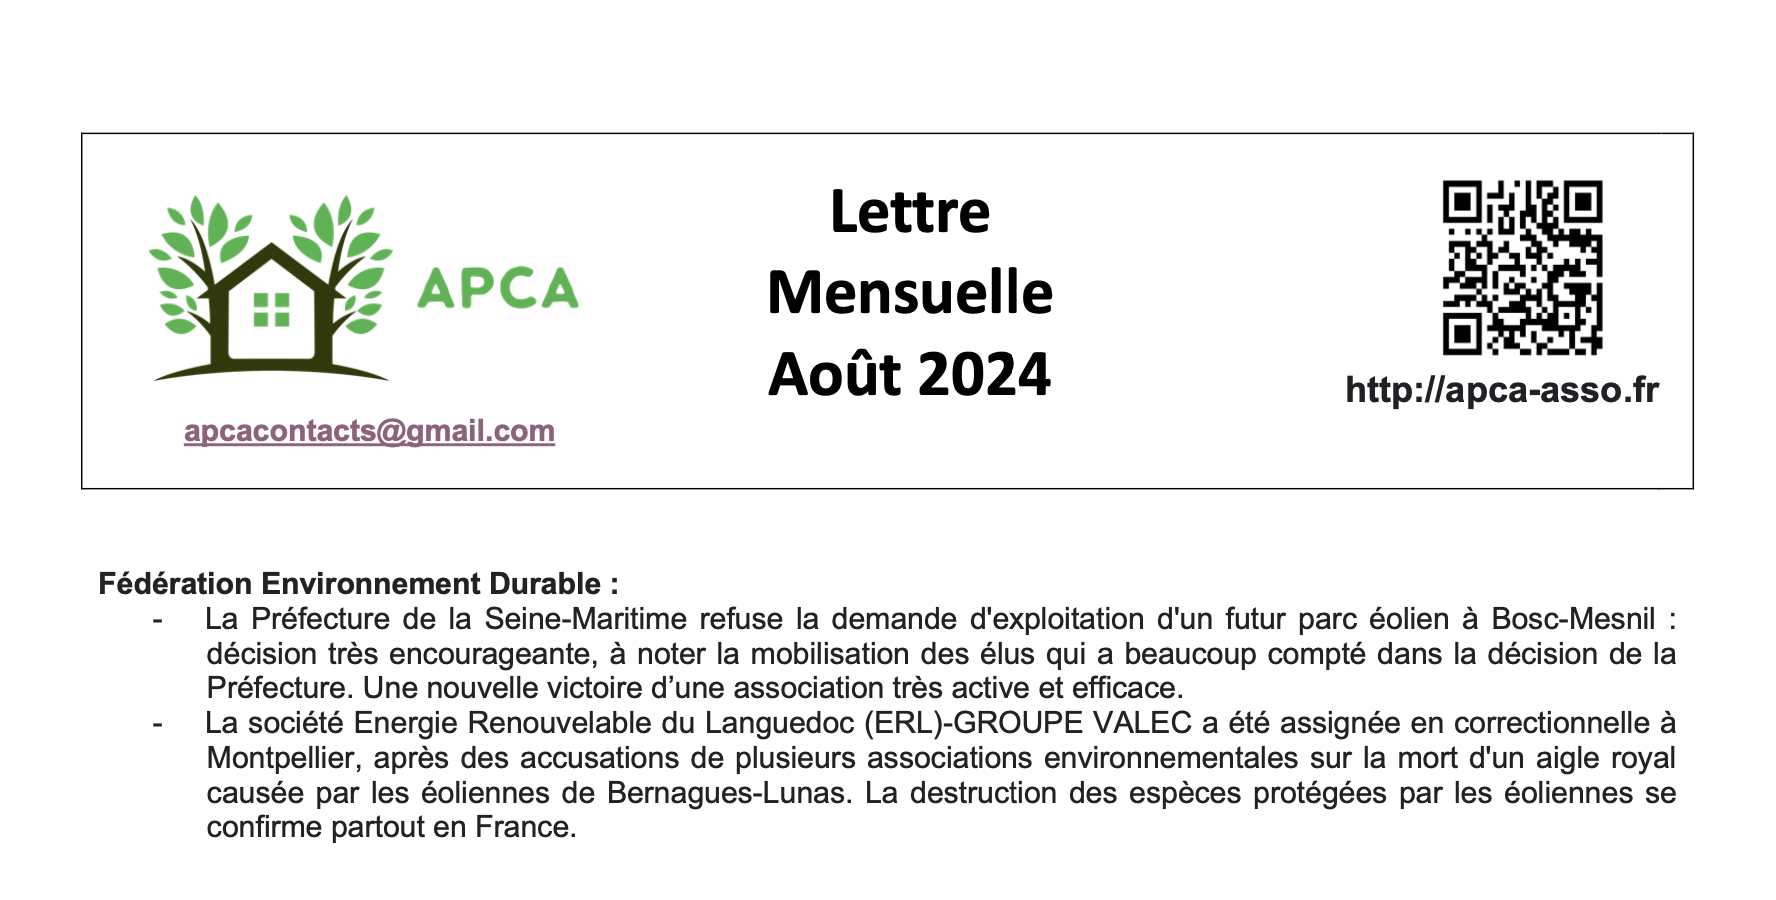 APCA
apcacontacts@gmail.com
Lettre
Mensuelle
Août 2024
http://apca-asso.fr
Fédération Environnement Durable :
- La Préfecture de la Seine-Maritime refuse la demande d'exploitation d'un futur parc éolien à Bosc-Mesnil :
décision très encourageante, à noter la mobilisation des élus qui a beaucoup compté dans la décision de la
Préfecture. Une nouvelle victoire d’une association très active et efficace.
- La société Energie Renouvelable du Languedoc (ERL)-GROUPE VALEC a été assignée en correctionnelle à
Montpellier, après des accusations de plusieurs associations environnementales sur la mort d'un aigle royal
causée par les éoliennes de Bernagues-Lunas. La destruction des espèces protégées par les éoliennes se
confirme partout en France.